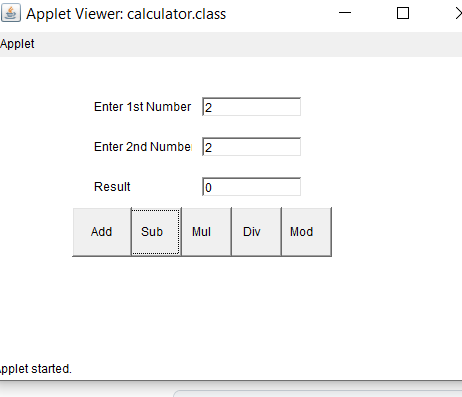 Applet Viewer: calculator.class
Applet
Enter 1st Number 2
Enter 2nd Numbe 2
Result 0
Add Sub Mul Div Mod
Applet started.